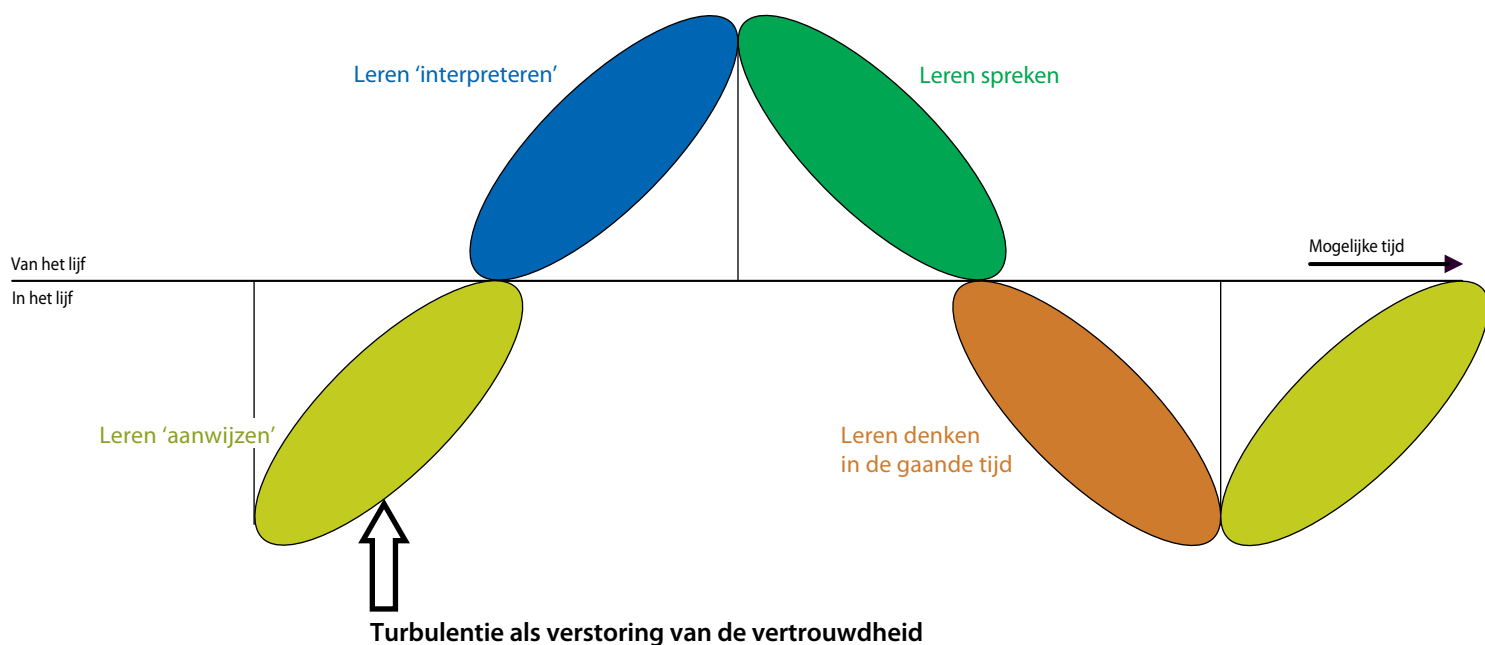 Leren ‘interpreteren’
Leren spreken
Mogelijke tijd
Van het lijf
In het lijf
Leren ‘aanwijzen’
Leren denken
in de gaande tijd
Turbulentie als verstoring van de vertrouwdheid